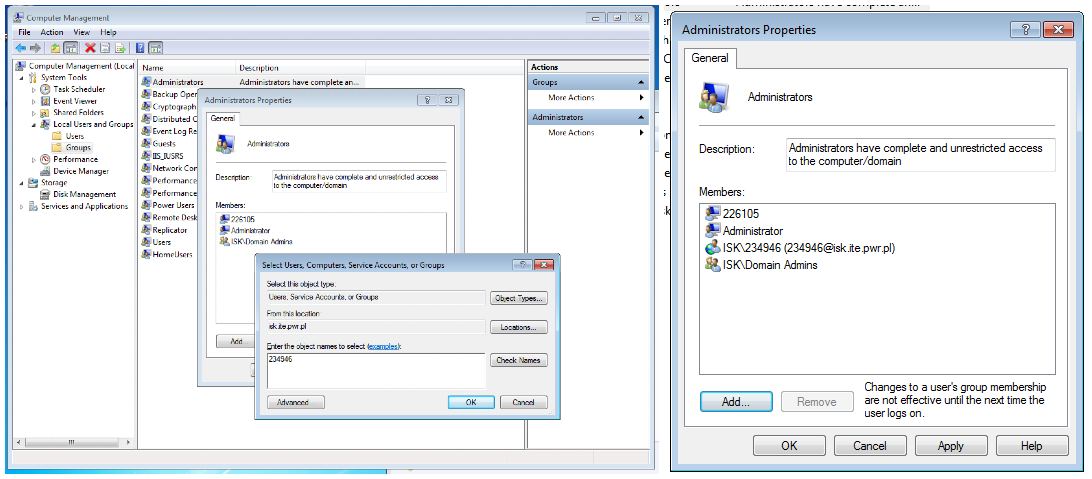 Computer Management
File Action View Help
Computer Management (Local
System Tools
Task Scheduler
Event Viewer
Shared Folders
Local Users and Groups
Users
Groups
Performance
Device Manager
Storage
Disk Management
Services and Applications
Name Description
Administrators Administrators have complete an...
Backup Oper
Cryptograph
Distributed C
Event Log Re
Guests
IIS_IUSRS
Network Con
Performance
Performance
Power Users
Remote Desk
Replicator
Users
HomeUsers
Actions
Groups
More Actions
Administrators
More Actions
Administrators Properties
General
Administrators
Description:
Administrators have complete and unrestricted access
to the computer/domain
Members:
226105
Administrator
ISK\Domain Admins
Add
Select Users, Computers, Service Accounts, or Groups
Select this object type:
Users, Service Accounts, or Groups
Object Types...
From this location:
isk.ite.pwr.pl
Locations...
Enter the object names to select (examples):
234946
Check Names
Advanced
OK
Cancel
Administrators Properties
General
Administrators
Description:
Administrators have complete and unrestricted access
to the computer/domain
Members:
226105
Administrator
ISK\234946 (234946@isk.ite.pwr.pl)
ISK\Domain Admins
Add...
Remove
Changes to a user's group membership
are not effective until the next time the
user logs on.
OK
Cancel
Apply
Help